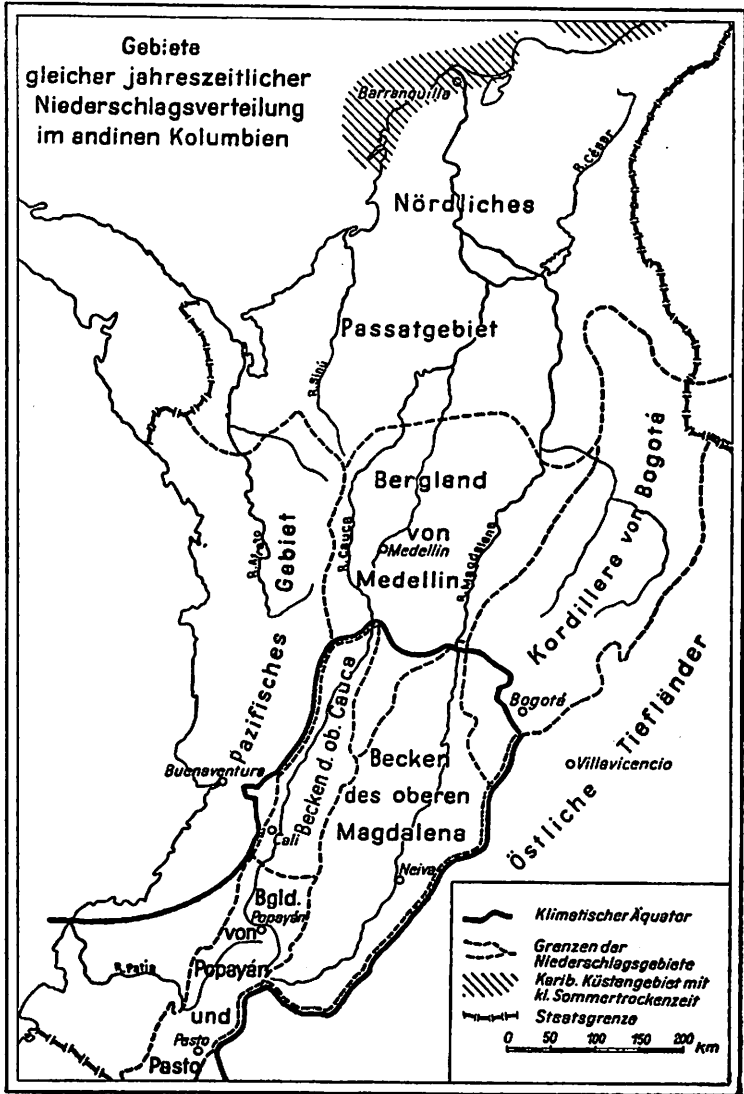 Gebiete
gleicher jahreszeitlicher
Niederschlagsverteilung
im andinen Kolumbien
Barranquilla
R. César
Nördliches
Passatgebiet
R. Sinú
Bergland
von
Medellin
Medellin
R. Cauca
R. Magdalena
R. Atrato
Pazifisches
Gebiet
Kordillere von Bogotá
Bogotá
Östliche Tiefländer
Villavicencio
Buenaventura
Becken d. ob. Cauca
Cali
Becken
des oberen
Magdalena
Neiva
Bgld.
Popayán
von
Popayán
R. Patia
und
Pasto
Pasto
Klimatischer Äquator
Grenzen der
Niederschlagsgebiete
Karib. Küstengebiet mit
kl. Sommertrockenzeit
Staatsgrenze
0 50 100 150 200
km